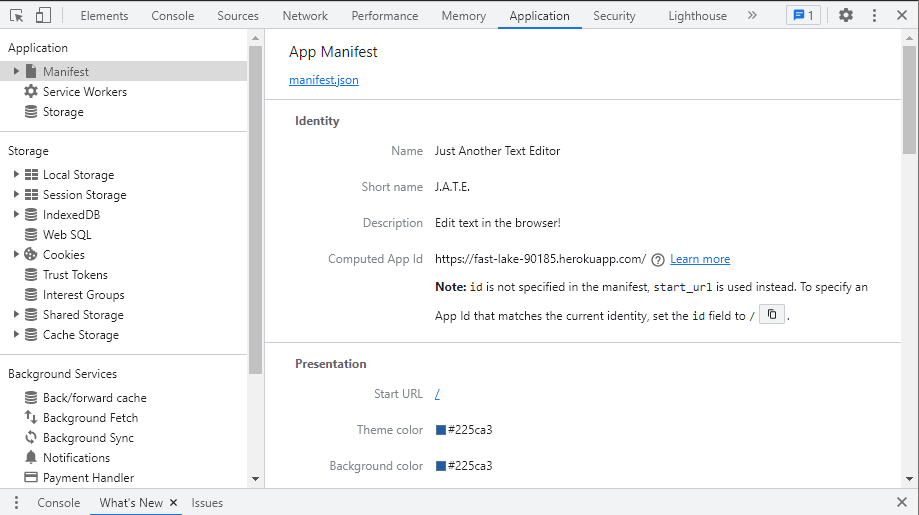 Elements Console Sources Network Performance Memory Application Security Lighthouse » 1
Application
Manifest
Service Workers
Storage
Storage
Local Storage
Session Storage
IndexedDB
Web SQL
Cookies
Trust Tokens
Interest Groups
Shared Storage
Cache Storage
Background Services
Back/forward cache
Background Fetch
Background Sync
Notifications
Payment Handler
App Manifest
manifest.json
Identity
Name Just Another Text Editor
Short name J.A.T.E.
Description Edit text in the browser!
Computed App Id https://fast-lake-90185.herokuapp.com/ Learn more
Note: id is not specified in the manifest, start_url is used instead. To specify an
App Id that matches the current identity, set the id field to / .
Presentation
Start URL /
Theme color #225ca3
Background color #225ca3
Console What's New Issues